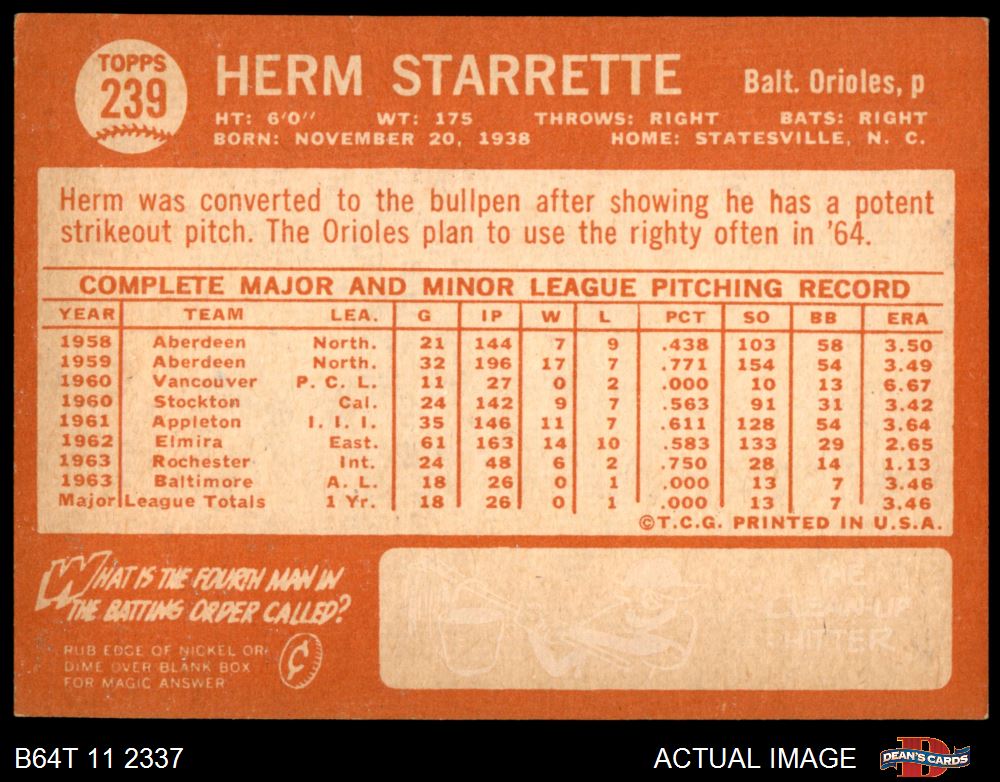 TOPPS
239
HERM STARRETTE Balt. Orioles, p
HT: 6'0" WT: 175 THROWS: RIGHT BATS: RIGHT
BORN: NOVEMBER 20, 1938 HOME: STATESVILLE, N. C.
Herm was converted to the bullpen after showing he has a potent
strikeout pitch. The Orioles plan to use the righty often in '64.
COMPLETE MAJOR AND MINOR LEAGUE PITCHING RECORD
YEAR TEAM LEA. G IP W L PCT SO BB ERA
1958 Aberdeen North. 21 144 7 9 .438 103 58 3.50
1959 Aberdeen North. 32 196 17 7 .771 154 54 3.49
1960 Vancouver P. C. L. 11 27 0 2 .000 10 13 6.67
1960 Stockton Cal. 24 142 9 7 .563 91 31 3.42
1961 Appleton I. I. I. 35 146 11 7 .611 128 54 3.64
1962 Elmira East. 61 163 14 10 .583 133 29 2.65
1963 Rochester Int. 24 48 6 2 .750 28 14 1.13
1963 Baltimore A. L. 18 26 0 1 .000 13 7 3.46
Major League Totals 1 Yr. 18 26 0 1 .000 13 7 3.46
©T.C.G. PRINTED IN U.S.A.
WHAT IS THE FOURTH MAN IN
THE BATTING ORDER CALLED?
RUB EDGE OF NICKEL OR
DIME OVER BLANK BOX
FOR MAGIC ANSWER
¢
THE
CLEAN-UP
HITTER
B64T 11 2337 ACTUAL IMAGE
DEAN'S CARDS